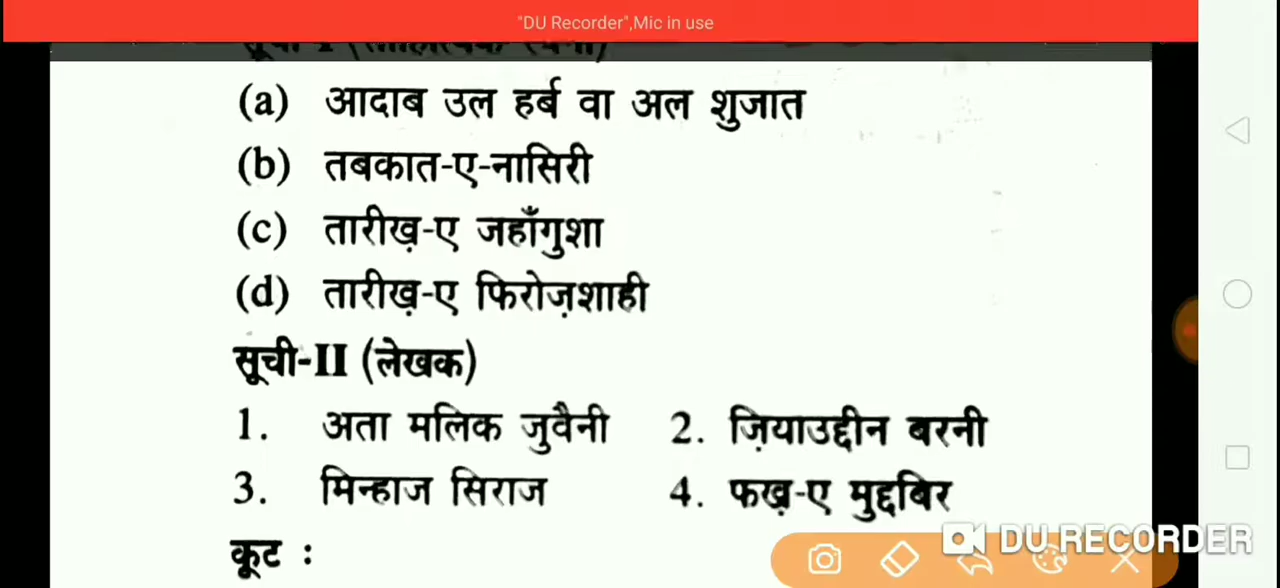 "DU Recorder",Mic in use
(a) आदाब उल हर्ब वा अल शुजात
(b) तबकात-ए-नासिरी
(c) तारीख़-ए जहाँगुशा
(d) तारीख़-ए फिरोज़शाही
सूची-II (लेखक)
1. अता मलिक जुवैनी 2. ज़ियाउद्दीन बरनी
3. मिन्हाज सिराज 4. फख़्र-ए मुद्दबिर
कूट :
DU RECORDER